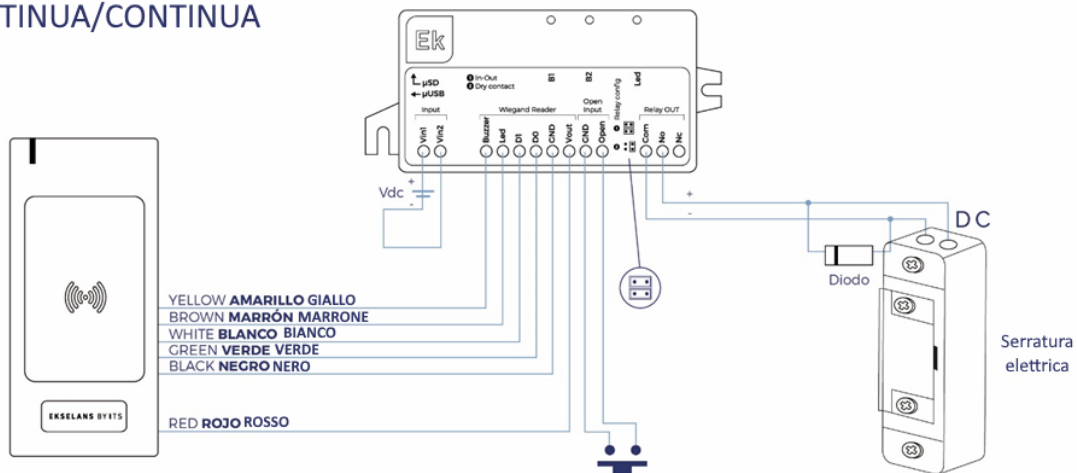 TINUA/CONTINUA
Ek
µSD
µUSB
In-Out
Dry contact
B1
B2
Relay config
Led
Input
Wiegand Reader
Open
Input
Relay OUT
Vin1
Vin2
Buzzer
Led
D1
D0
GND
Vout
GND
Open
Com
No
Nc
Vdc
+
-
+
-
DC
Diodo
YELLOW AMARILLO GIALLO
BROWN MARRÓN MARRONE
WHITE BLANCO BIANCO
GREEN VERDE VERDE
BLACK NEGRO NERO
RED ROJO ROSSO
EKSELANS BY ITS
Serratura
elettrica